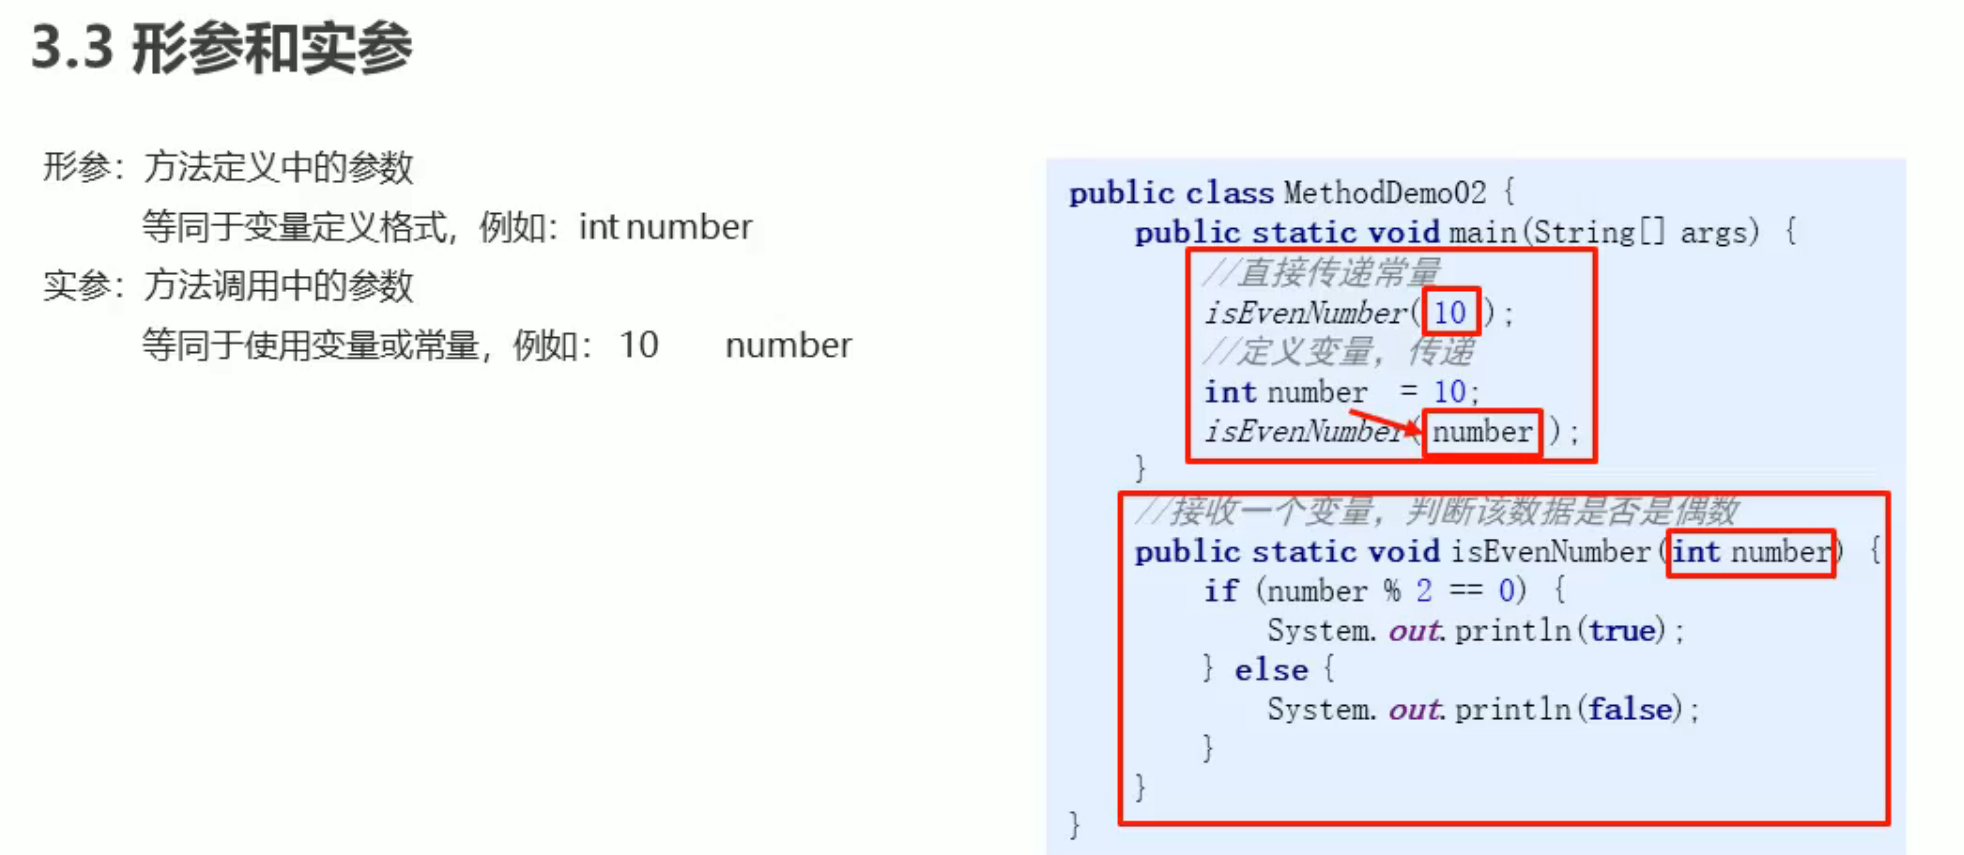 3.3 形参和实参
形参：方法定义中的参数
等同于变量定义格式，例如：int number
实参：方法调用中的参数
等同于使用变量或常量，例如： 10 number
public class MethodDemo02 {
public static void main(String[] args) {
//直接传递常量
isEvenNumber( 10 );
//定义变量，传递
int number = 10;
isEvenNumber( number );
}
//接收一个变量，判断该数据是否是偶数
public static void isEvenNumber(int number) {
if (number % 2 == 0) {
System.out.println(true);
} else {
System.out.println(false);
}
}
}